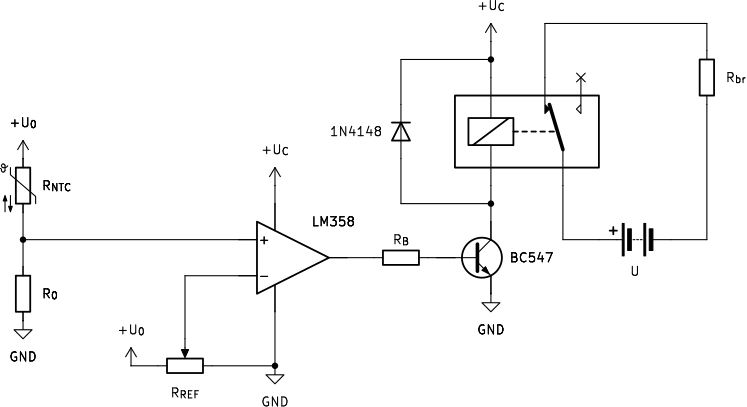 +UC
Rbr
1N4148
+U0
+UC
ϑ
RNTC
LM358
+
−
RB
BC547
+
U
R0
GND
GND
+U0
RREF
GND